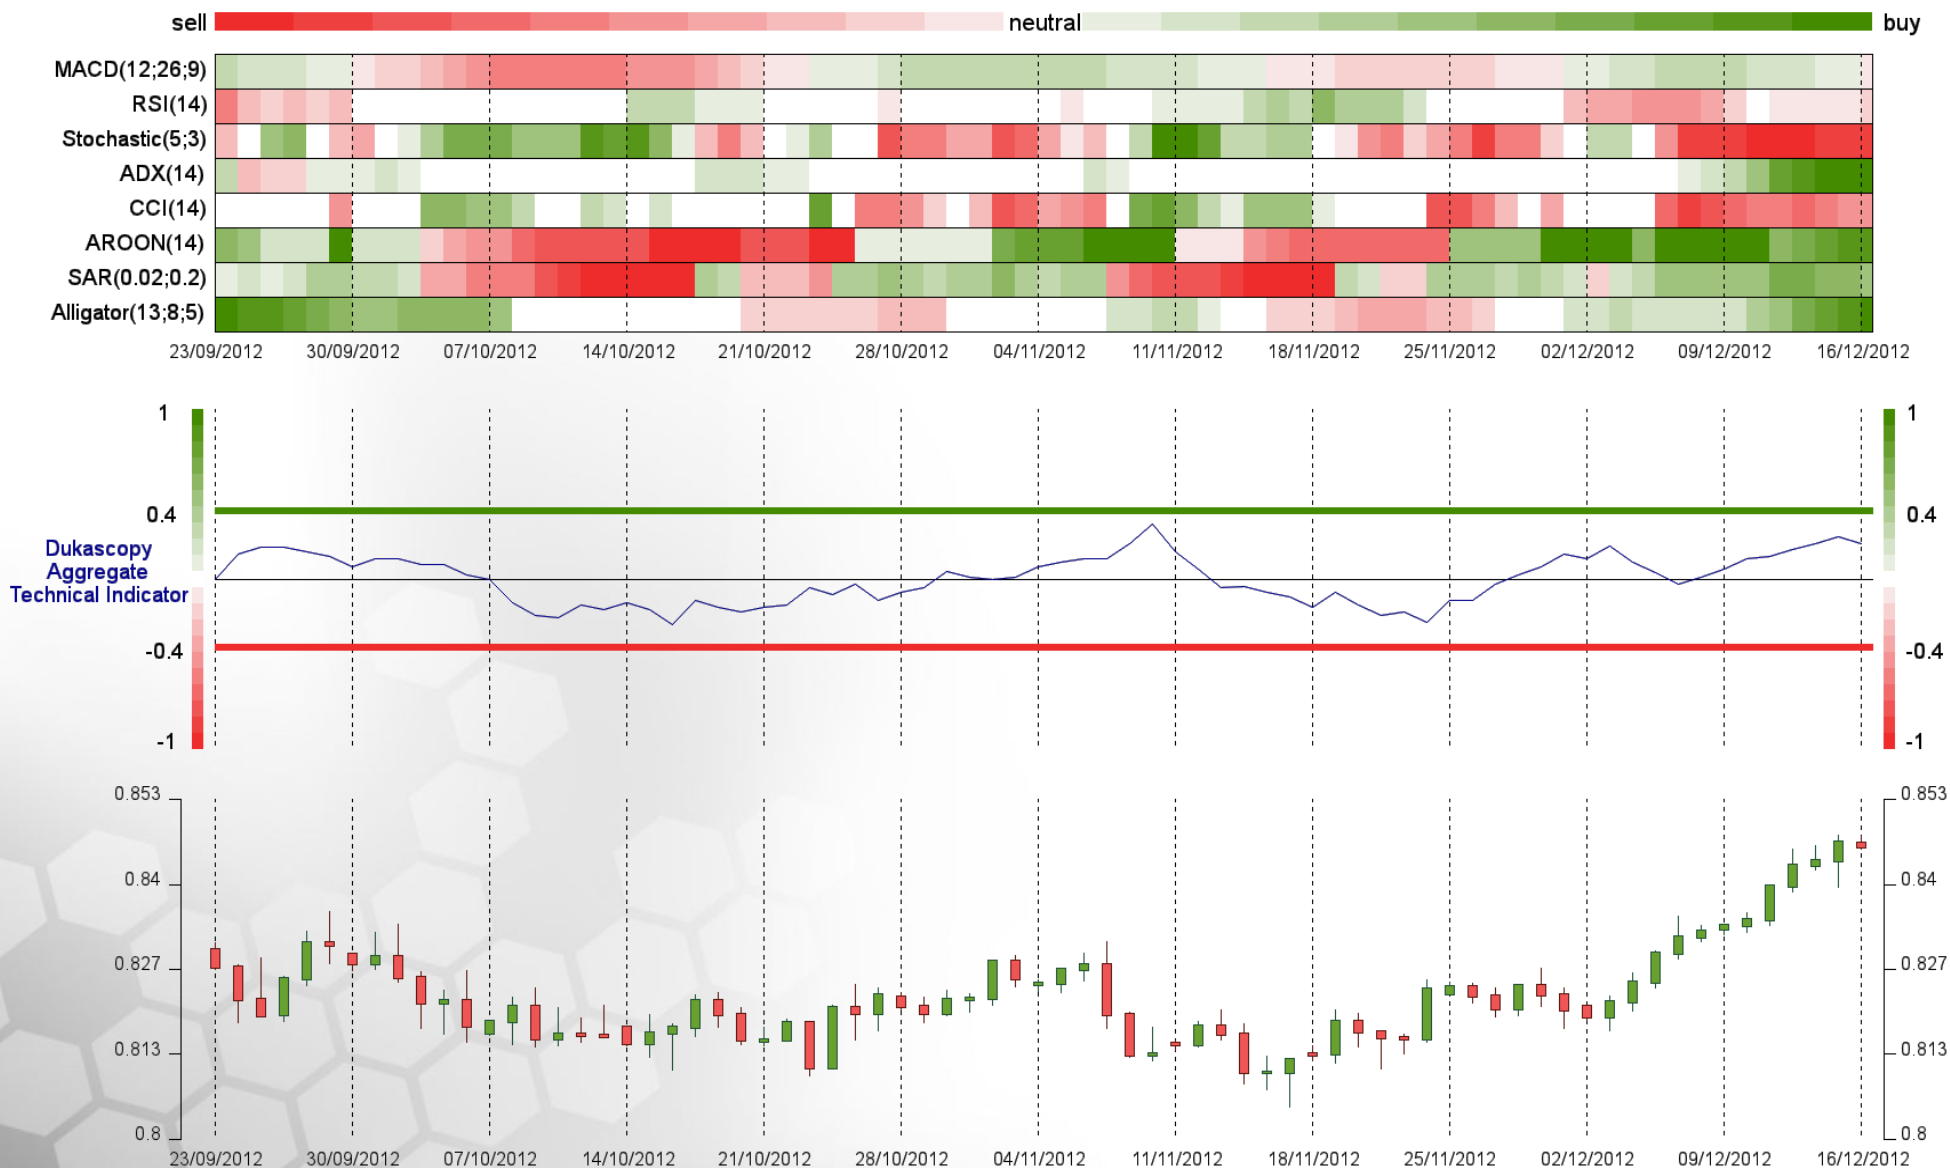 sell neutral buy
MACD(12;26;9)
RSI(14)
Stochastic(5;3)
ADX(14)
CCI(14)
AROON(14)
SAR(0.02;0.2)
Alligator(13;8;5)
23/09/2012 30/09/2012 07/10/2012 14/10/2012 21/10/2012 28/10/2012 04/11/2012 11/11/2012 18/11/2012 25/11/2012 02/12/2012 09/12/2012 16/12/2012
1 1
0.4 0.4
Dukascopy
Aggregate
Technical Indicator
-0.4 -0.4
-1 -1
0.853 0.853
0.84 0.84
0.827 0.827
0.813 0.813
0.8 0.8
23/09/2012 30/09/2012 07/10/2012 14/10/2012 21/10/2012 28/10/2012 04/11/2012 11/11/2012 18/11/2012 25/11/2012 02/12/2012 09/12/2012 16/12/2012